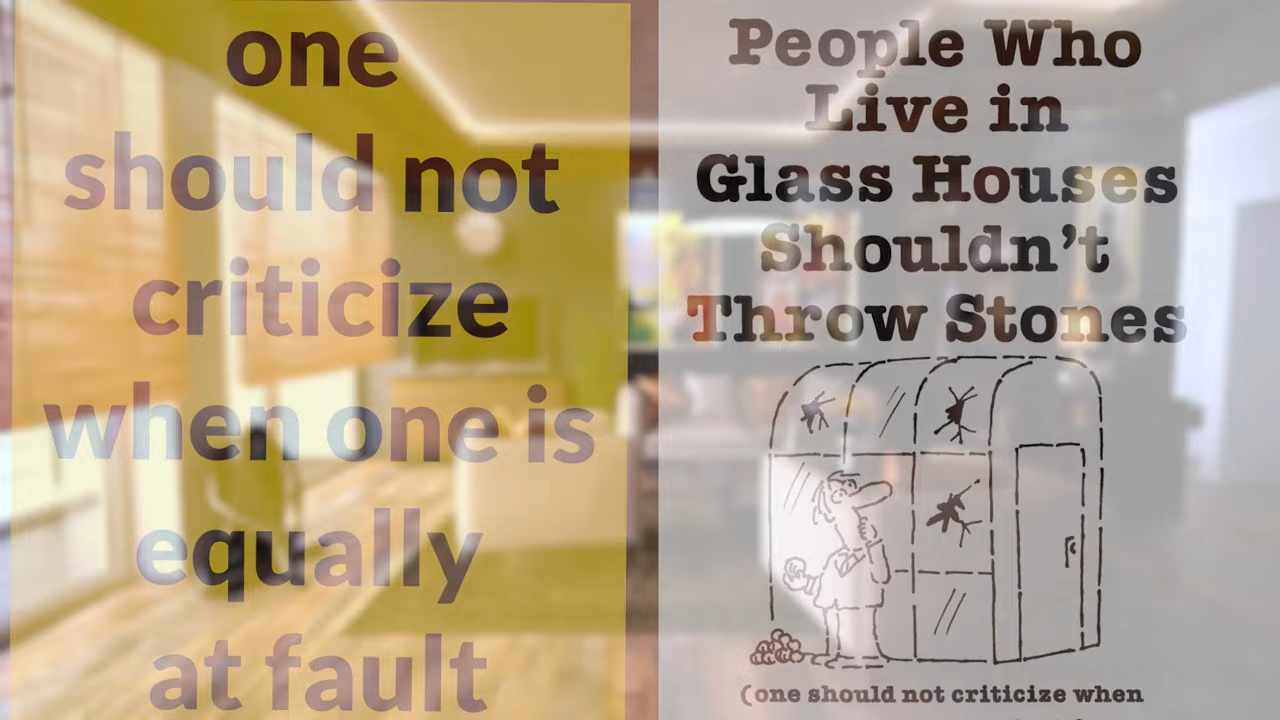 one
should not
criticize
when one is
equally
at fault
People Who
Live in
Glass Houses
Shouldn't
Throw Stones
(one should not criticize when